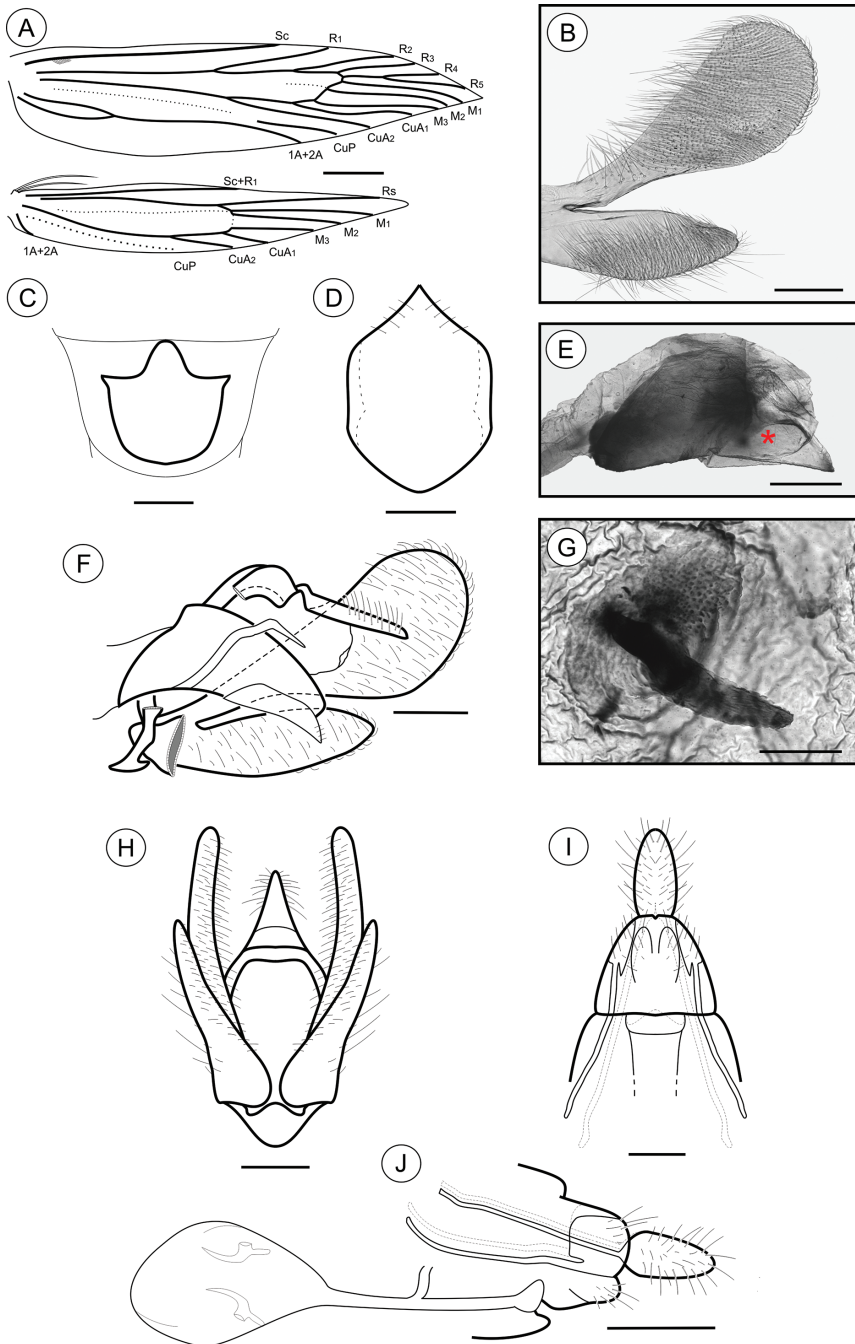 A
Sc R1 R2 R3 R4 R5
M1
M2
M3
CuA1
CuA2
CuP
1A+2A
Sc+R1 Rs
M1
M2
M3
CuA1
CuA2
CuP
1A+2A
B
C
D
E
*
F
G
H
I
J